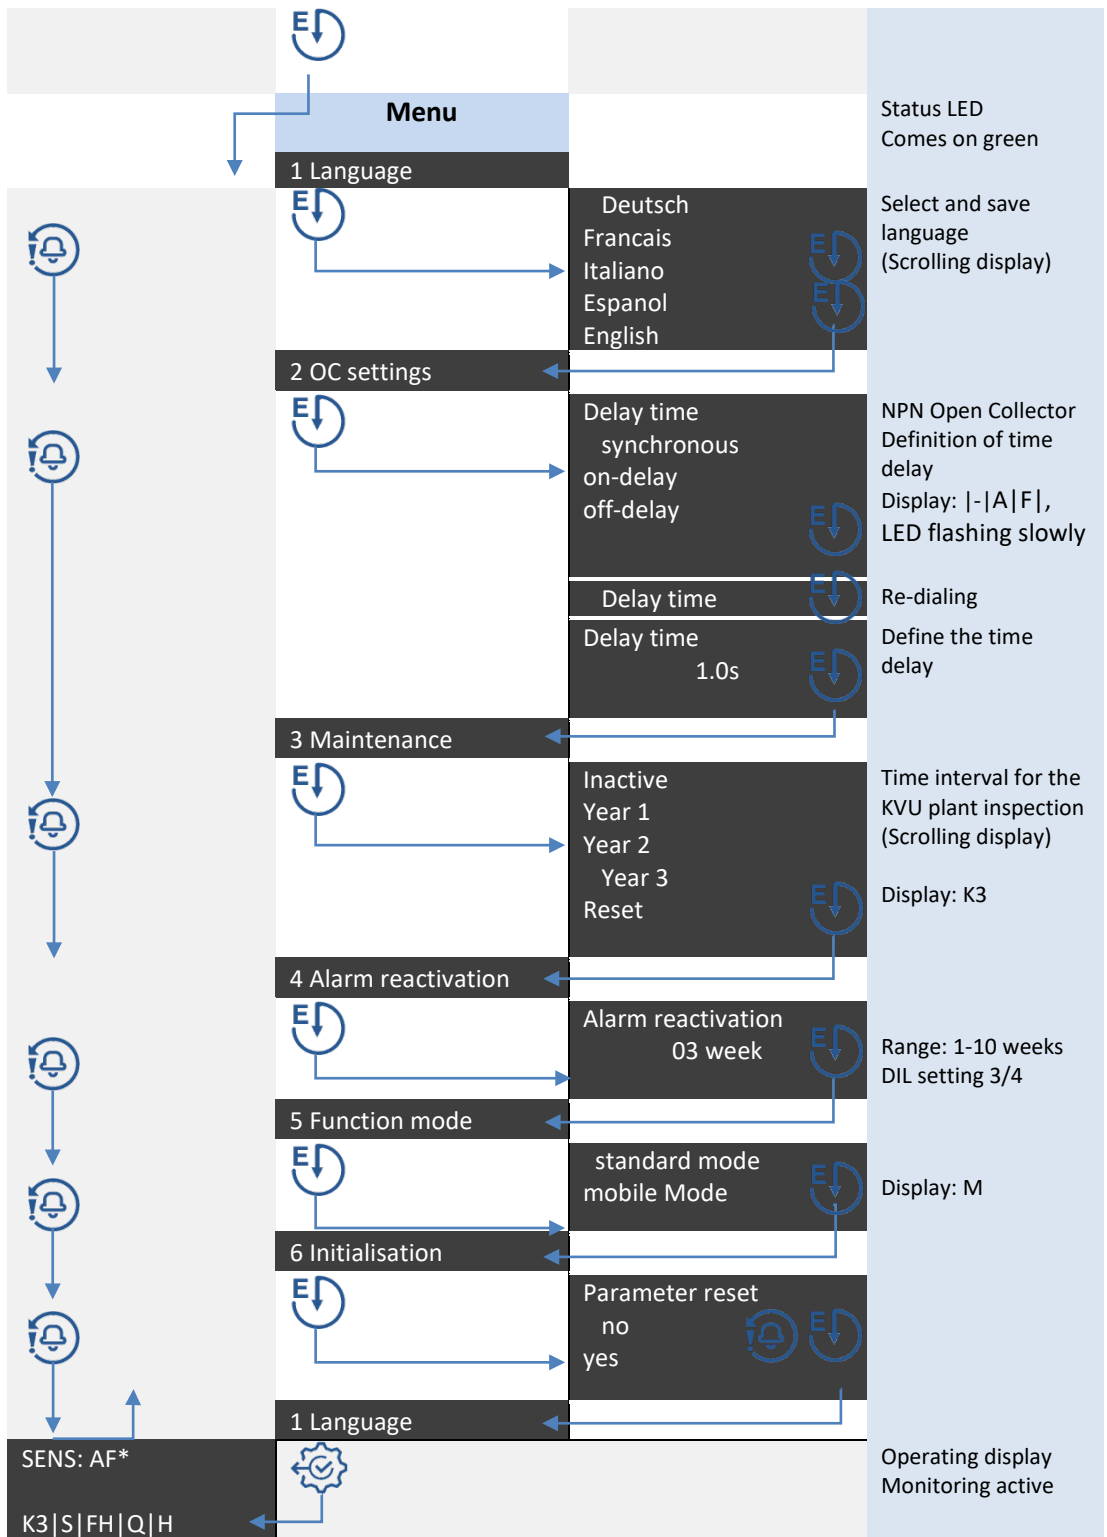 E
Menu
Status LED
Comes on green
1 Language
E
Deutsch
Francais
Italiano
Espanol
English
E
E
Select and save
language
(Scrolling display)
2 OC settings
E
Delay time
synchronous
on-delay
off-delay
E
NPN Open Collector
Definition of time
delay
Display: |-|A|F|,
LED flashing slowly
Delay time
E
Re-dialing
Delay time
1.0s
E
Define the time
delay
3 Maintenance
E
Inactive
Year 1
Year 2
Year 3
Reset
E
Time interval for the
KVU plant inspection
(Scrolling display)
Display: K3
4 Alarm reactivation
E
Alarm reactivation
03 week
E
Range: 1-10 weeks
DIL setting 3/4
5 Function mode
E
standard mode
mobile Mode
E
Display: M
6 Initialisation
E
Parameter reset
no
yes
E
1 Language
SENS: AF*
K3|S|FH|Q|H
Operating display
Monitoring active